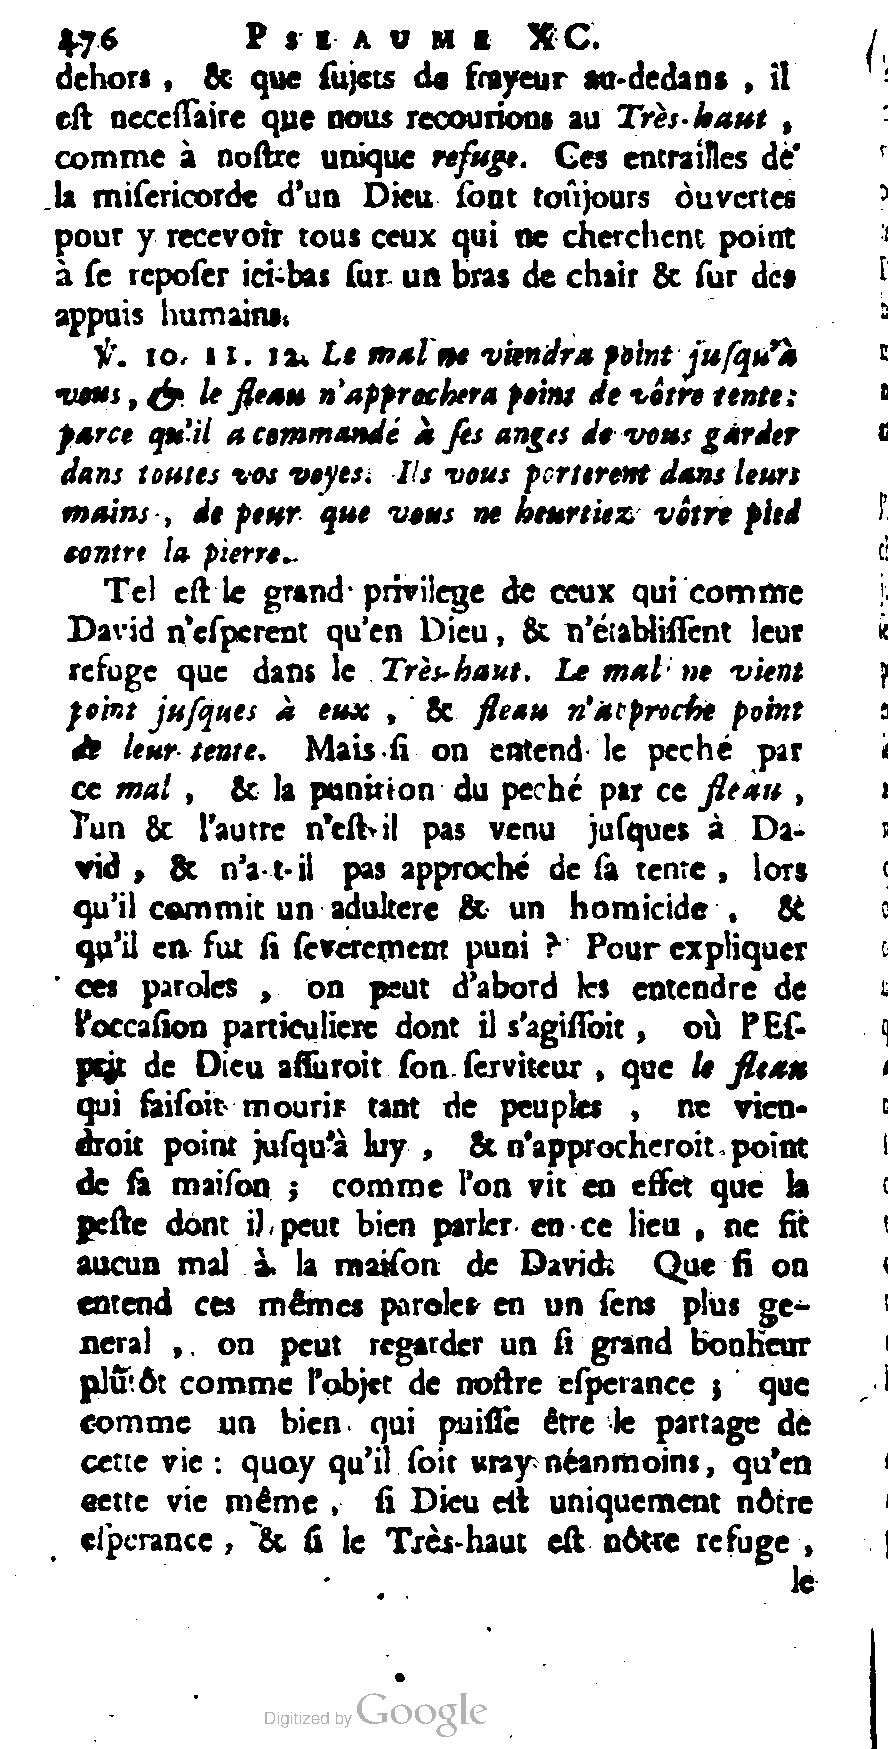 476 PSEAUME XC.
dehors, & que ſujets de frayeur au-dedans, il
eſt neceſſaire que nous recourions au Très-haut,
comme à noſtre unique refuge. Ces entrailles de
la miſericorde d'un Dieu ſont toûjours ouvertes
pour y recevoir tous ceux qui ne cherchent point
à ſe repoſer ici-bas ſur un bras de chair & ſur des
appuis humains.
℣. 10. 11. 12. Le mal ne viendra point juſqu'à
vous, & le fleau n'approchera point de vôtre tente:
parce qu'il a commandé à ſes anges de vous garder
dans toutes vos voyes. Ils vous porteront dans leurs
mains, de peur que vous ne heurtiez vôtre pied
contre la pierre.
Tel eſt le grand privilege de ceux qui comme
David n'eſperent qu'en Dieu, & n'établiſſent leur
refuge que dans le Très-haut. Le mal ne vient
point juſques à eux, & fleau n'approche point
de leur tente. Mais ſi on entend le peché par
ce mal, & la punition du peché par ce fleau,
l'un & l'autre n'eſt-il pas venu juſques à Da-
vid, & n'a-t-il pas approché de ſa tente, lors
qu'il commit un adultere & un homicide, &
qu'il en fut ſi ſeverement puni? Pour expliquer
ces paroles, on peut d'abord les entendre de
l'occaſion particuliere dont il s'agiſſoit, où l'Eſ-
prit de Dieu aſſuroit ſon ſerviteur, que le fleau
qui faiſoit mourir tant de peuples, ne vien-
droit point juſqu'à luy, & n'approcheroit point
de ſa maiſon; comme l'on vit en effet que la
peſte dont il peut bien parler en ce lieu, ne fit
aucun mal à la maiſon de David. Que ſi on
entend ces mêmes paroles en un ſens plus ge-
neral, on peut regarder un ſi grand bonheur
plûtôt comme l'objet de noſtre eſperance; que
comme un bien qui puiſſe être le partage de
cette vie: quoy qu'il ſoit vray néanmoins, qu'en
cette vie même, ſi Dieu eſt uniquement nôtre
eſperance, & ſi le Très-haut eſt nôtre refuge,
le
Digitized by Google